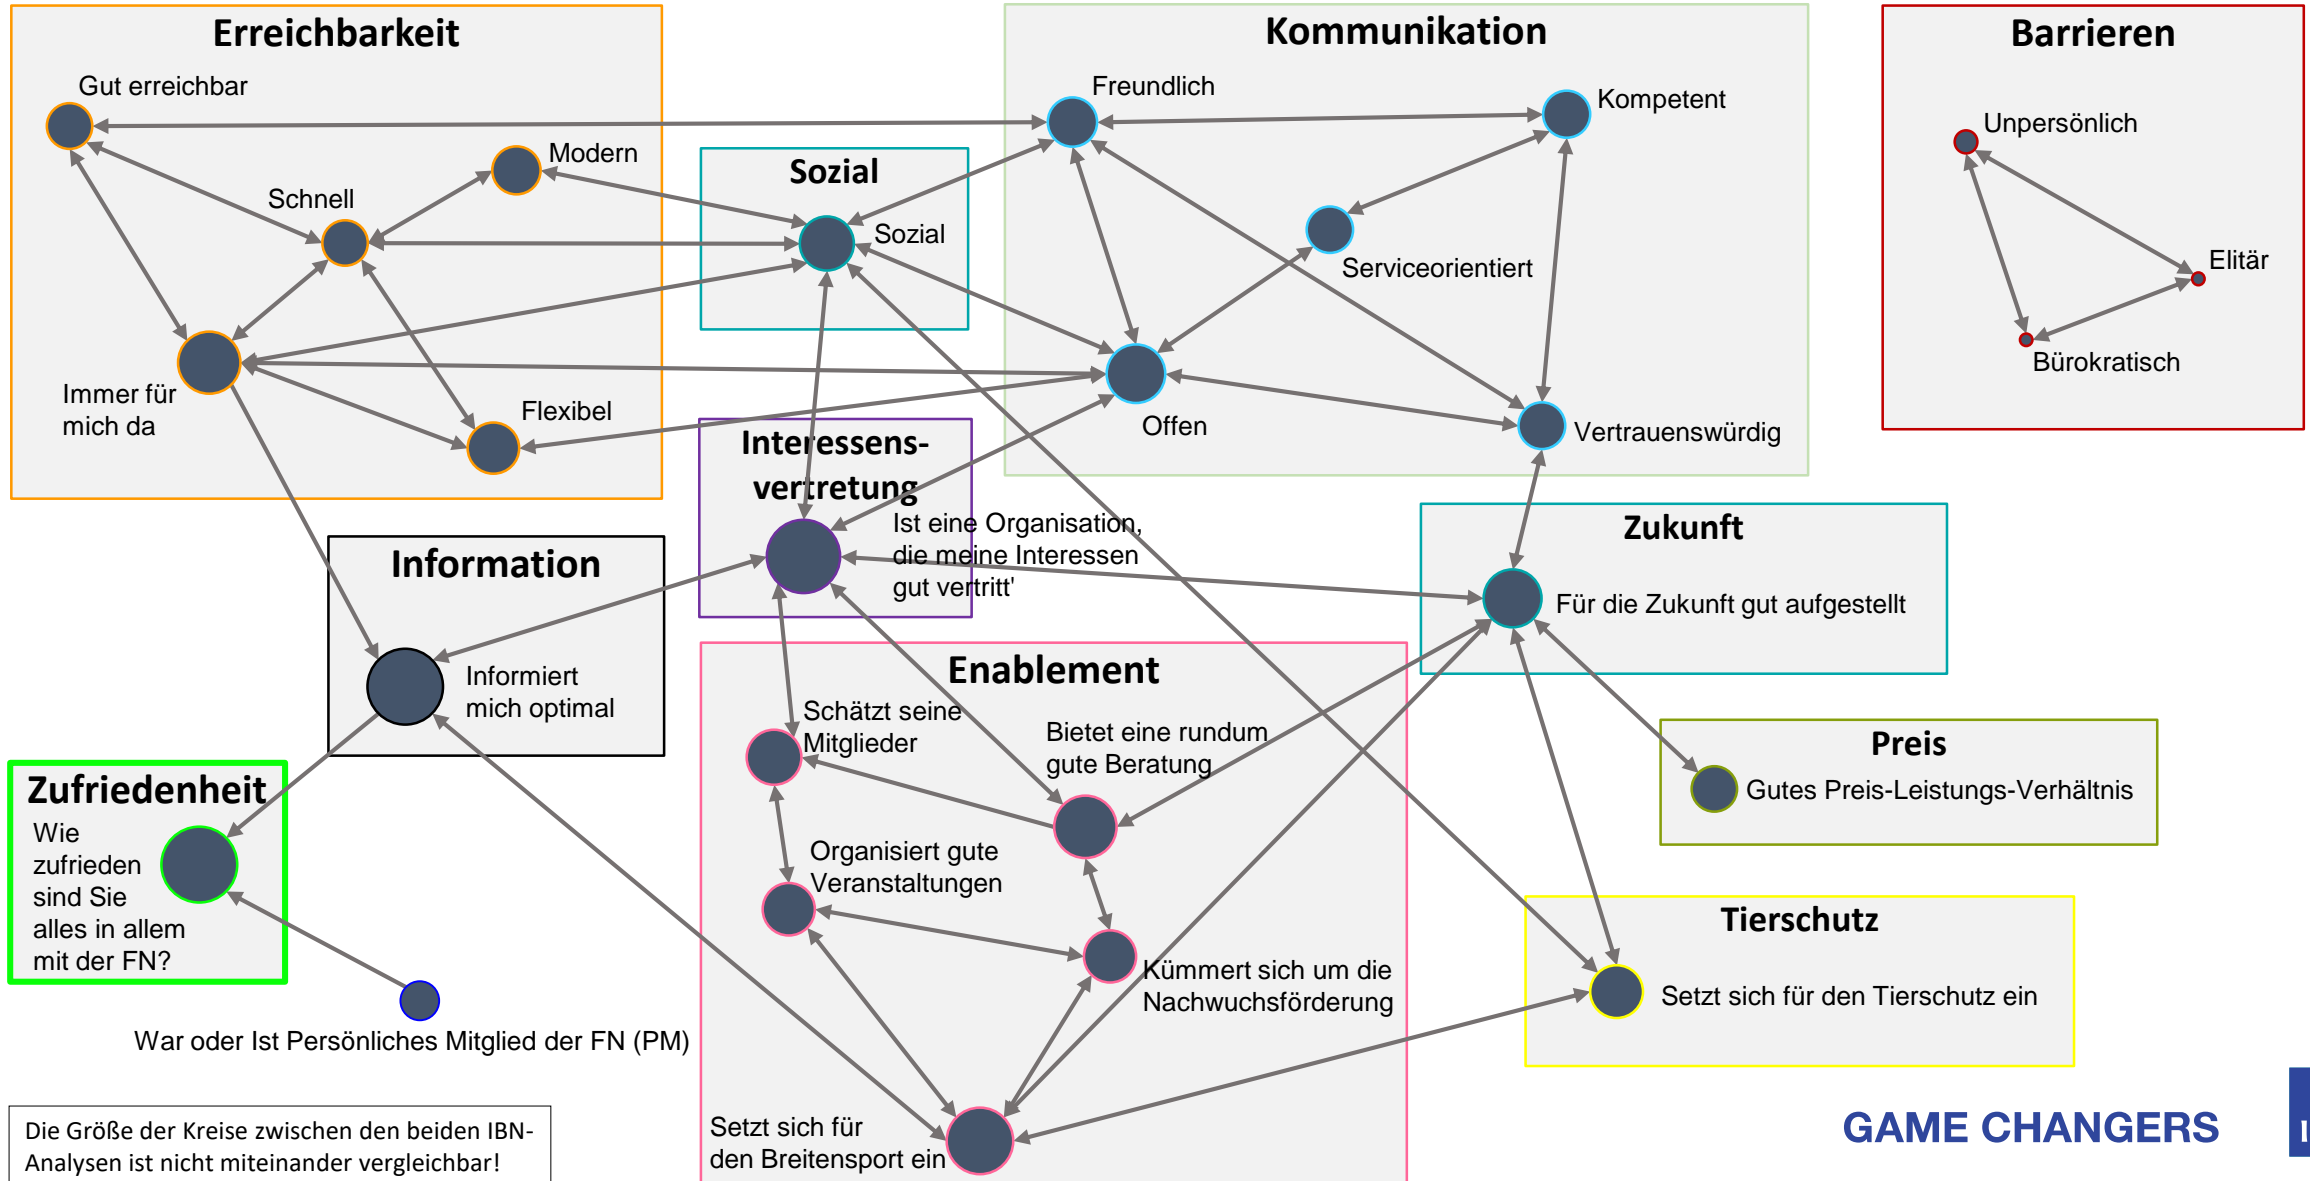 Erreichbarkeit
Gut erreichbar
Modern
Schnell
Immer für
mich da
Flexibel
Sozial
Sozial
Kommunikation
Freundlich
Kompetent
Serviceorientiert
Offen
Vertrauenswürdig
Barrieren
Unpersönlich
Elitär
Bürokratisch
Interessens-
vertretung
Ist eine Organisation,
die meine Interessen
gut vertritt'
Information
Informiert
mich optimal
Zukunft
Für die Zukunft gut aufgestellt
Enablement
Schätzt seine
Mitglieder
Bietet eine rundum
gute Beratung
Organisiert gute
Veranstaltungen
Kümmert sich um die
Nachwuchsförderung
Setzt sich für
den Breitensport ein
Preis
Gutes Preis-Leistungs-Verhältnis
Zufriedenheit
Wie
zufrieden
sind Sie
alles in allem
mit der FN?
War oder Ist Persönliches Mitglied der FN (PM)
Tierschutz
Setzt sich für den Tierschutz ein
Die Größe der Kreise zwischen den beiden IBN-
Analysen ist nicht miteinander vergleichbar!
GAME CHANGERS